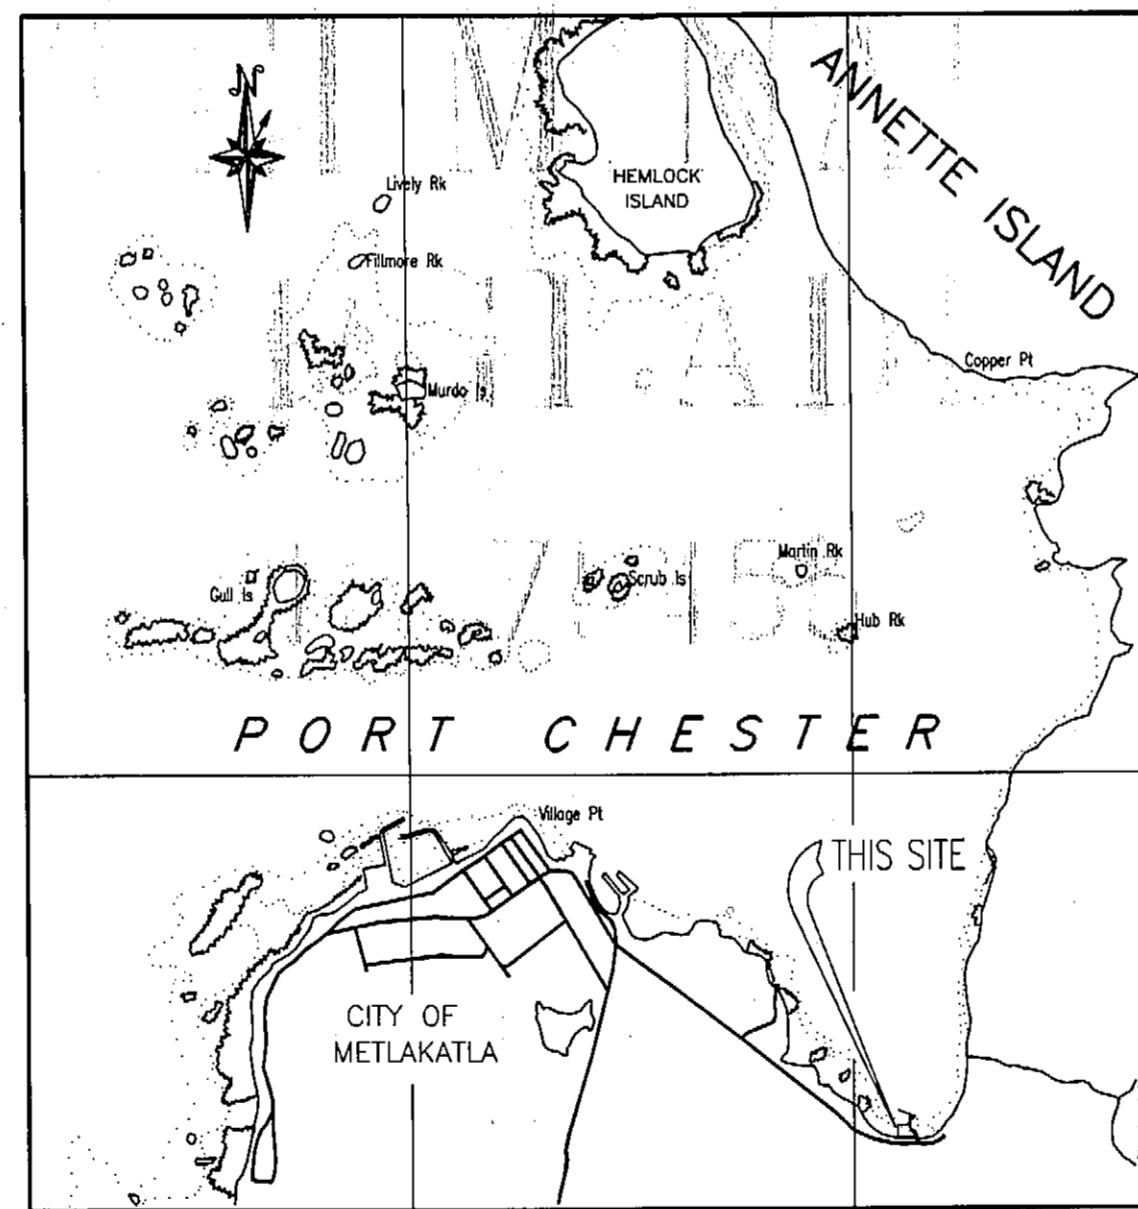 N
ANNETTE ISLAND
Lively Rk
HEMLOCK
ISLAND
Fillmore Rk
Copper Pt
Murdo Is
Martin Rk
Scrub Is
Gull Is
Hub Rk
PORT CHESTER
Village Pt
THIS SITE
CITY OF
METLAKATLA